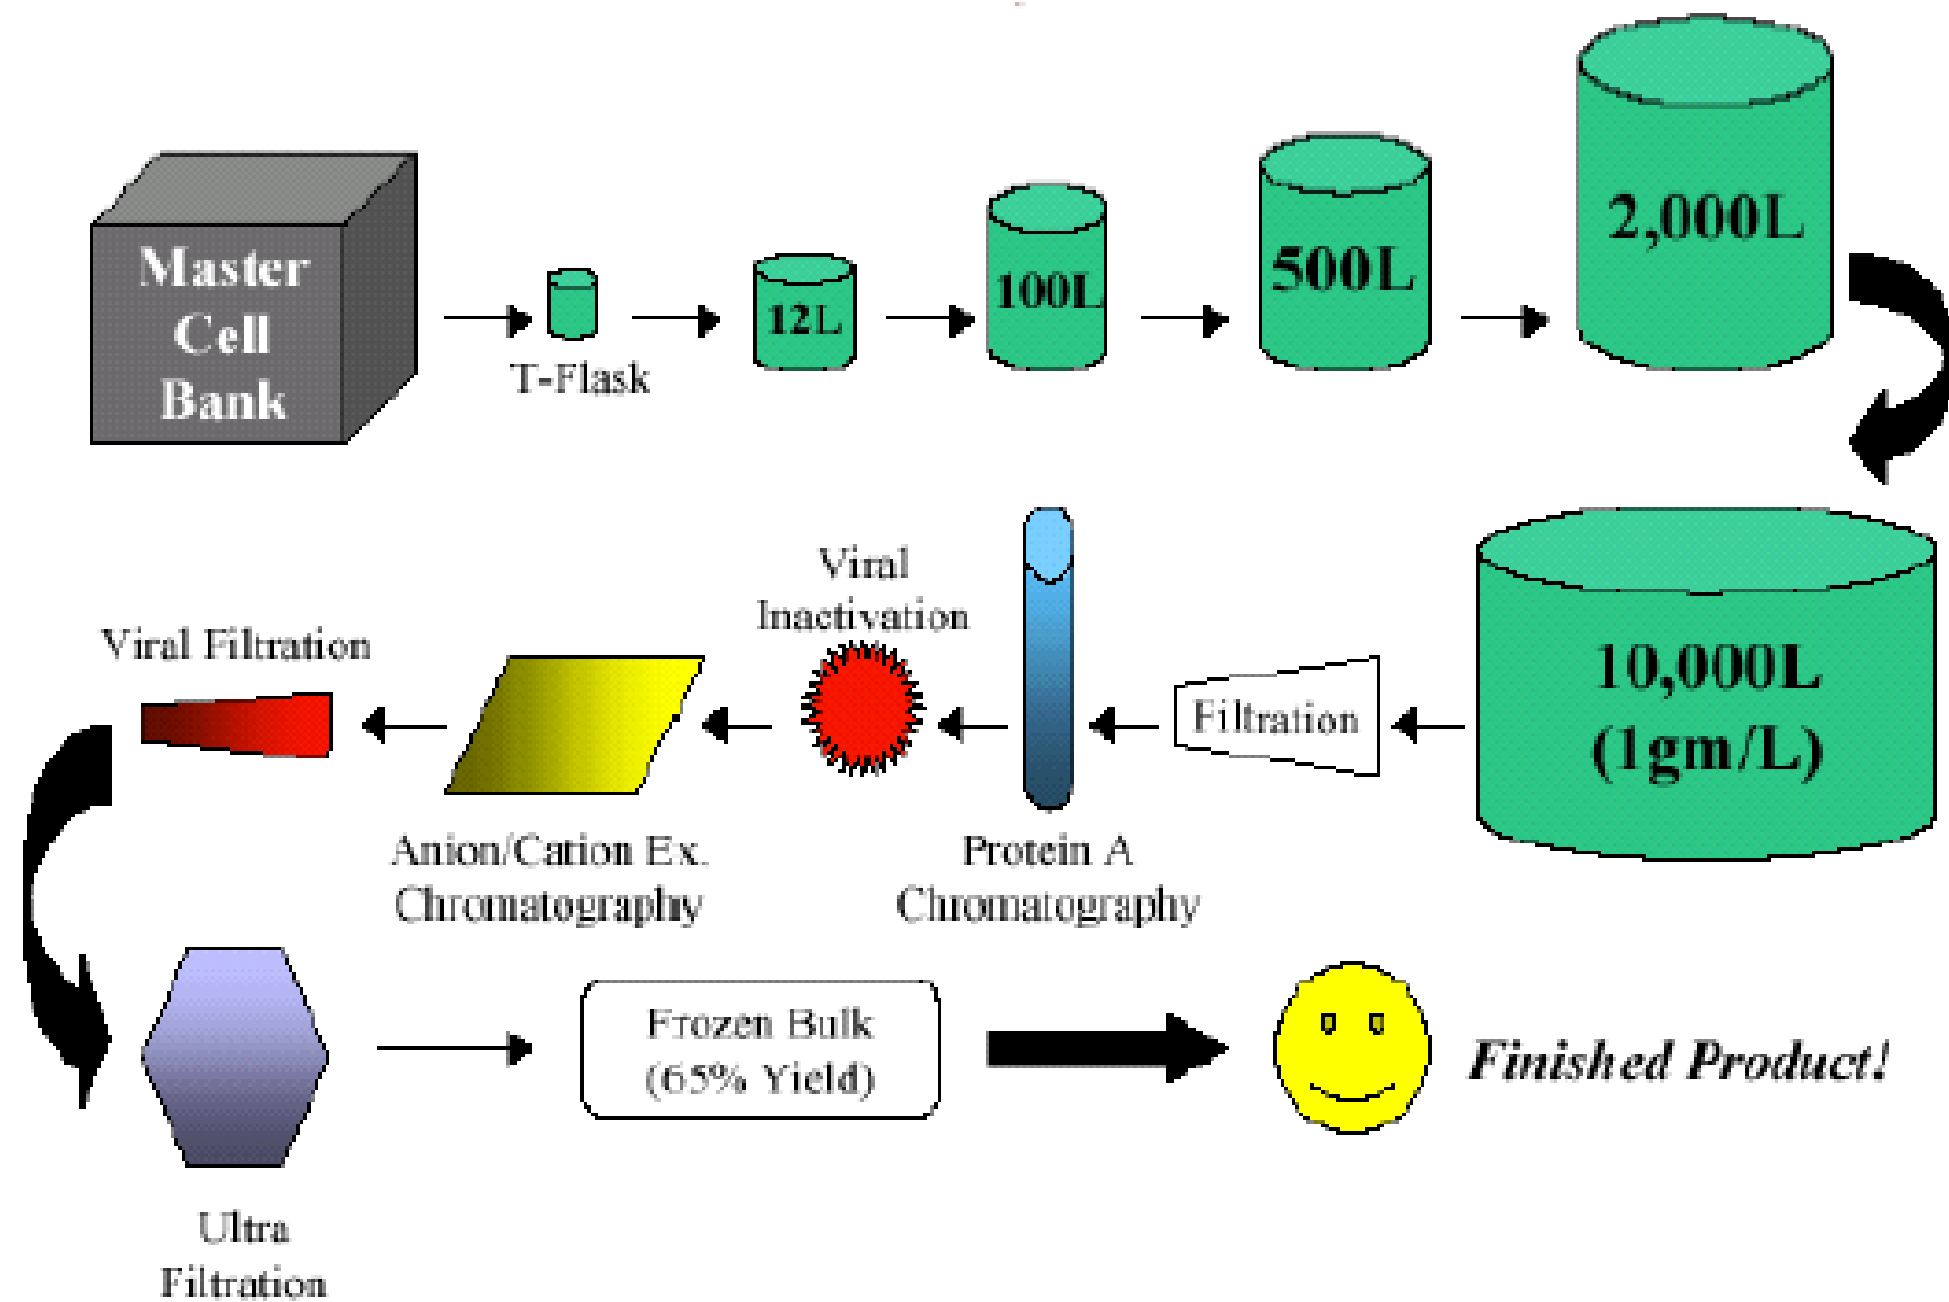 Master
Cell
Bank
T-Flask
12L
100L
500L
2,000L
10,000L
(1gm/L)
Filtration
Protein A
Chromatography
Viral
Inactivation
Anion/Cation Ex.
Chromatography
Viral Filtration
Ultra
Filtration
Frozen Bulk
(65% Yield)
Finished Product!